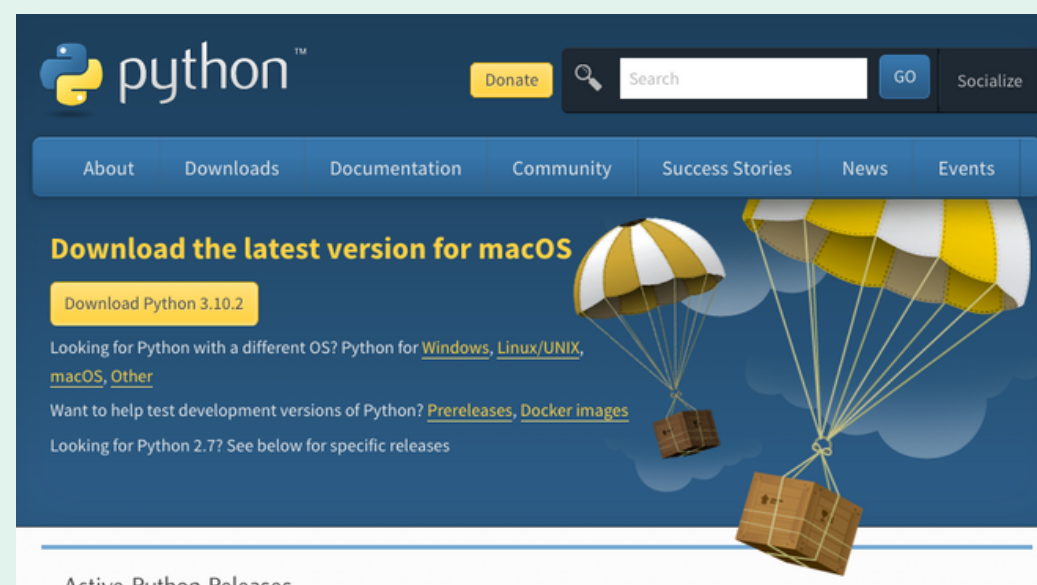 python™
Donate
Search
GO
Socialize
About
Downloads
Documentation
Community
Success Stories
News
Events
Download the latest version for macOS
Download Python 3.10.2
Looking for Python with a different OS? Python for Windows, Linux/UNIX,
macOS, Other
Want to help test development versions of Python? Prereleases, Docker images
Looking for Python 2.7? See below for specific releases
Active Python Releases